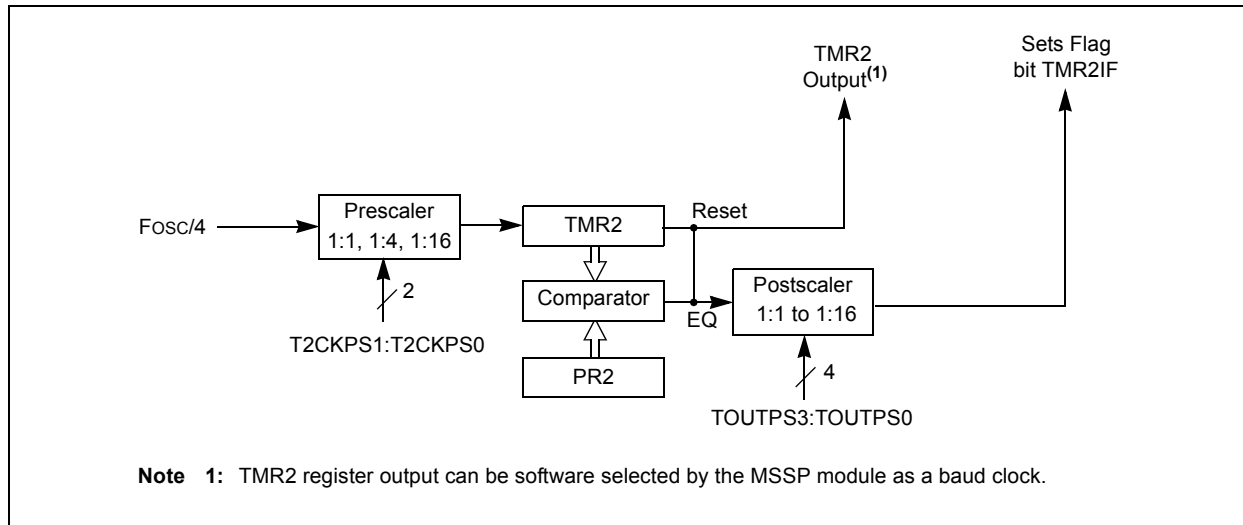 TMR2
Output(1)
Sets Flag
bit TMR2IF
FOSC/4
Prescaler
1:1, 1:4, 1:16
TMR2
Reset
2
Comparator
EQ
Postscaler
1:1 to 1:16
T2CKPS1:T2CKPS0
PR2
4
TOUTPS3:TOUTPS0
Note 1: TMR2 register output can be software selected by the MSSP module as a baud clock.